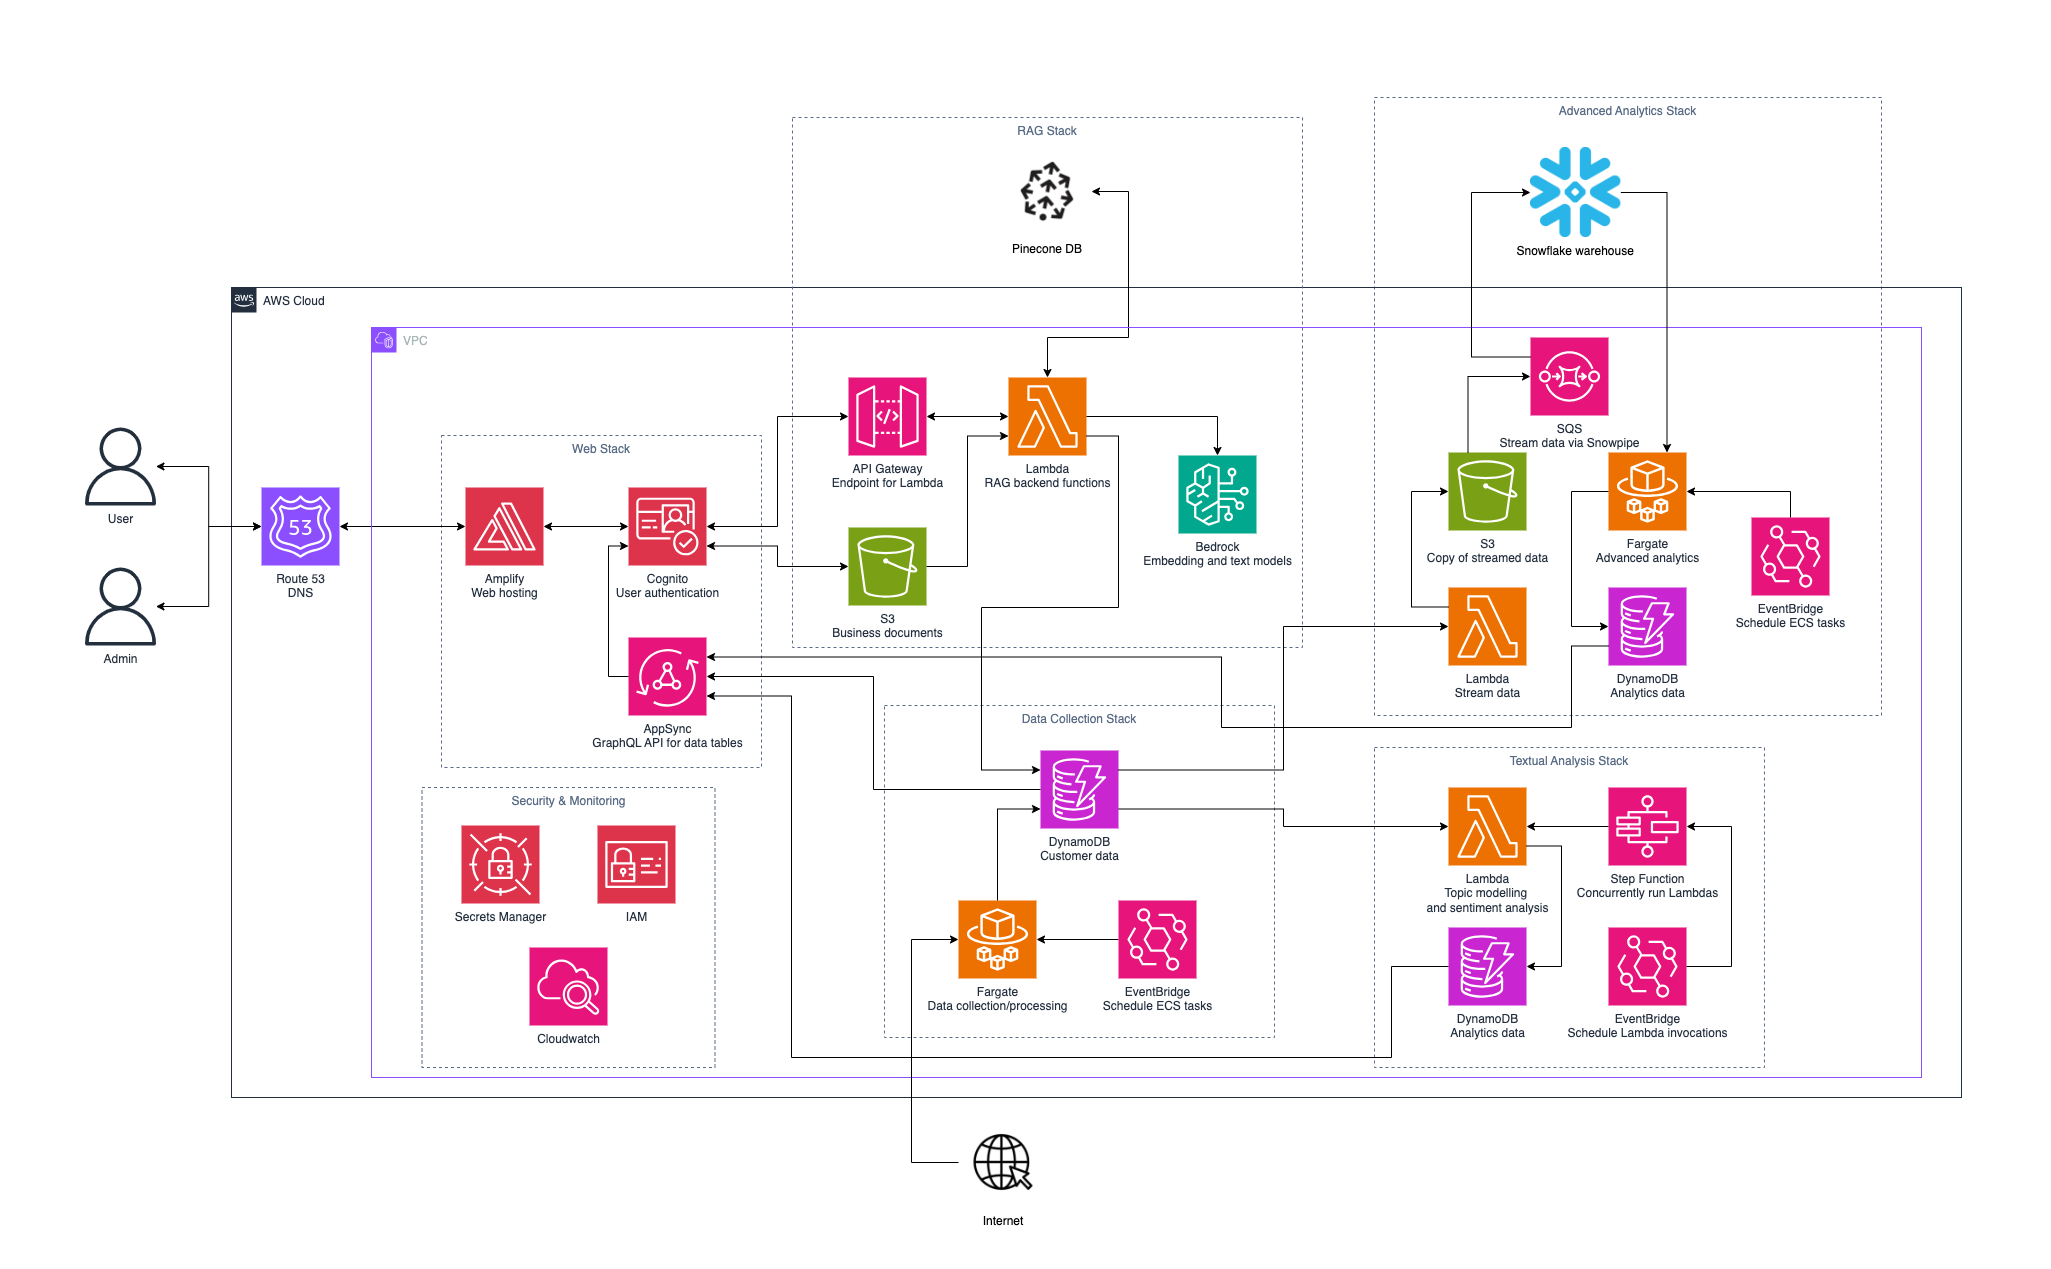 Advanced Analytics Stack
RAG Stack
Pinecone DB
Snowflake warehouse
aws
AWS Cloud
VPC
SQS
Stream data via Snowpipe
API Gateway
Endpoint for Lambda
Lambda
RAG backend functions
Web Stack
User
Admin
53
Route 53
DNS
Amplify
Web hosting
Cognito
User authentication
S3
Business documents
Bedrock
Embedding and text models
S3
Copy of streamed data
Fargate
Advanced analytics
EventBridge
Schedule ECS tasks
Lambda
Stream data
DynamoDB
Analytics data
AppSync
GraphQL API for data tables
Data Collection Stack
DynamoDB
Customer data
Fargate
Data collection/processing
EventBridge
Schedule ECS tasks
Textual Analysis Stack
Lambda
Topic modelling
and sentiment analysis
Step Function
Concurrently run Lambdas
DynamoDB
Analytics data
EventBridge
Schedule Lambda invocations
Security & Monitoring
Secrets Manager
IAM
Cloudwatch
Internet